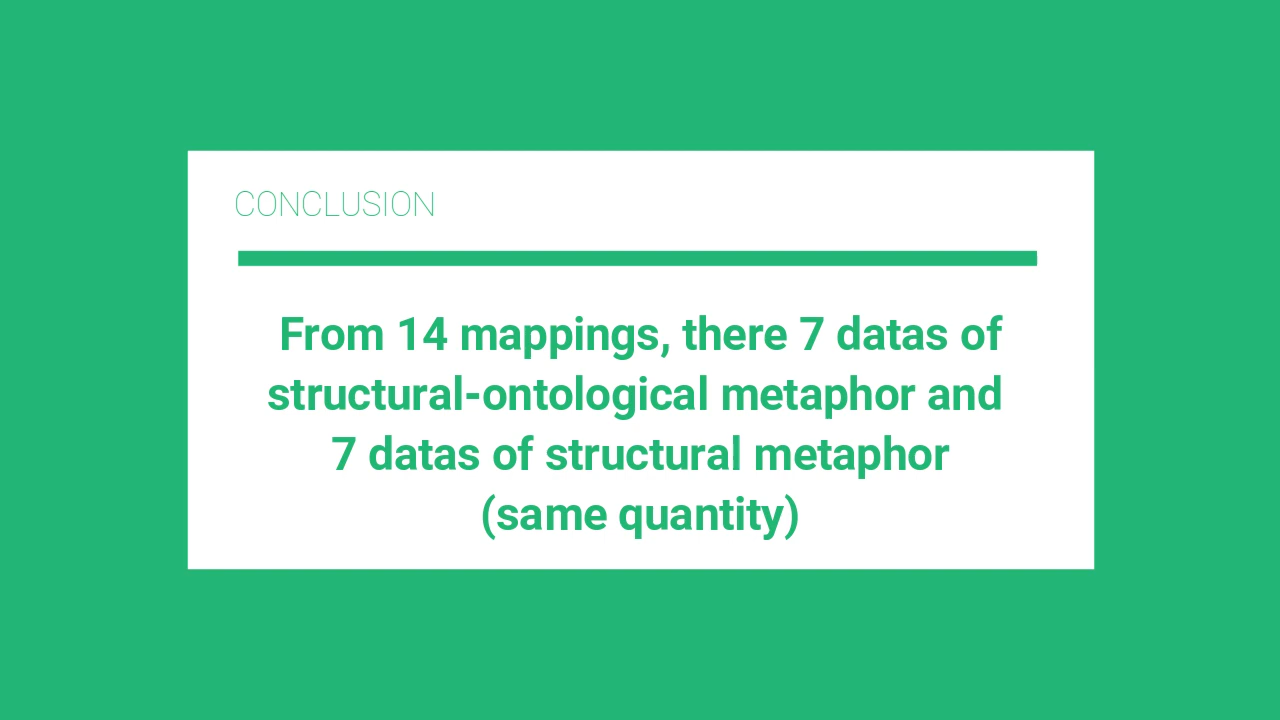 CONCLUSION
From 14 mappings, there 7 datas of
structural-ontological metaphor and
7 datas of structural metaphor
(same quantity)